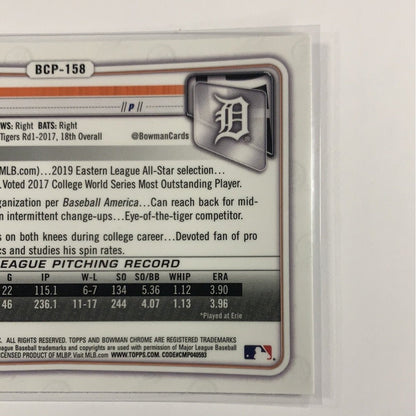 BCP-158
// P //
WS: Right BATS: Right
Tigers Rd1-2017, 18th Overall
@BowmanCards
D
MLB.com)...2019 Eastern League All-Star selection...
Voted 2017 College World Series Most Outstanding Player.
ganization per Baseball America...Can reach for mid-
n intermittent change-ups...Eye-of-the-tiger competitor.
s on both knees during college career...Devoted fan of pro
cs and studies his spin rates.
LEAGUE PITCHING RECORD
G IP W-L SO SO/BB WHIP ERA
22 115.1 6-7 134 5.36 1.12 3.90
46 236.1 11-17 244 4.07 1.13 3.96
*Played at Erie
. ALL RIGHTS RESERVED. TOPPS AND BOWMAN CHROME ARE REGISTERED TRADEMARKS
League Baseball trademarks and copyrights are used with permission of Major League Baseball
ICENSED PRODUCT OF MLBP. Visit MLB.com WWW.TOPPS.COM. CODE#CMP040593